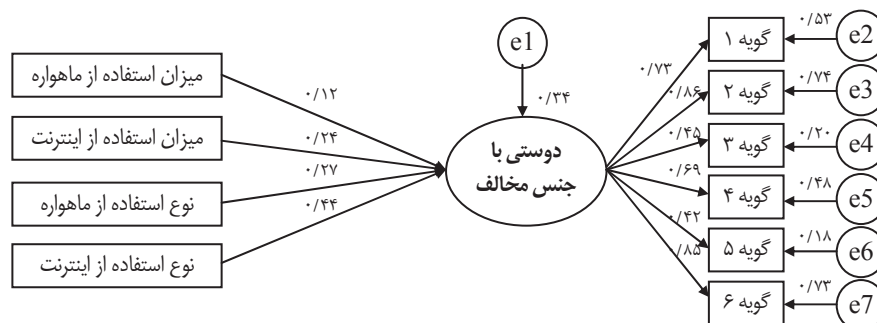 میزان استفاده از ماهواره
میزان استفاده از اینترنت
نوع استفاده از ماهواره
نوع استفاده از اینترنت
۰/۱۲
۰/۲۴
۰/۲۷
۰/۴۴
e1
۰/۳۴
دوستی با
جنس مخالف
۰/۷۳
۰/۸۶
۰/۴۵
۰/۶۹
۰/۴۲
۰/۸۵
گویه ۱
۰/۵۳
e2
گویه ۲
۰/۷۴
e3
گویه ۳
۰/۲۰
e4
گویه ۴
۰/۴۸
e5
گویه ۵
۰/۱۸
e6
گویه ۶
۰/۷۳
e7